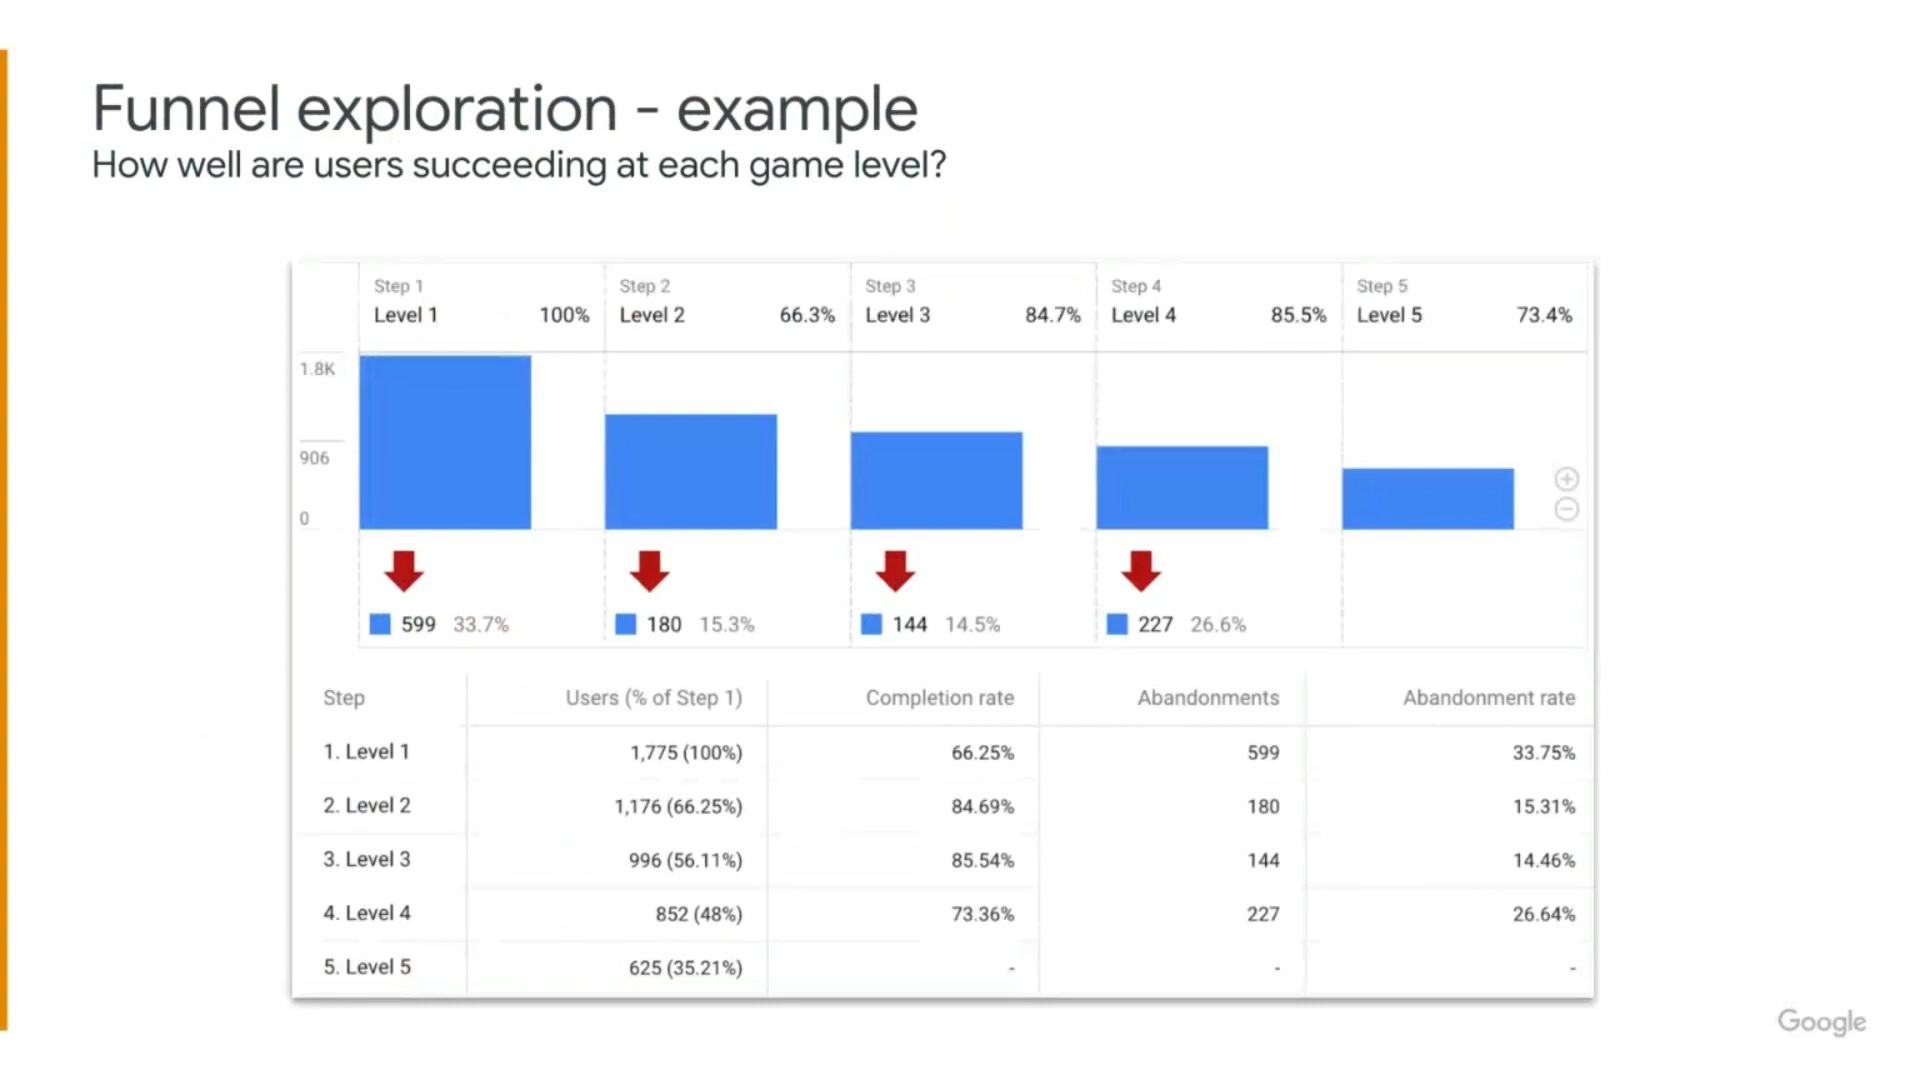 Funnel exploration - example
How well are users succeeding at each game level?
Step 1 Step 2 Step 3 Step 4 Step 5
Level 1 100% Level 2 66.3% Level 3 84.7% Level 4 85.5% Level 5 73.4%
1.8K
906
0
599 33.7% 180 15.3% 144 14.5% 227 26.6%
Step Users (% of Step 1) Completion rate Abandonments Abandonment rate
1. Level 1 1,775 (100%) 66.25% 599 33.75%
2. Level 2 1,176 (66.25%) 84.69% 180 15.31%
3. Level 3 996 (56.11%) 85.54% 144 14.46%
4. Level 4 852 (48%) 73.36% 227 26.64%
5. Level 5 625 (35.21%) - - -
Google